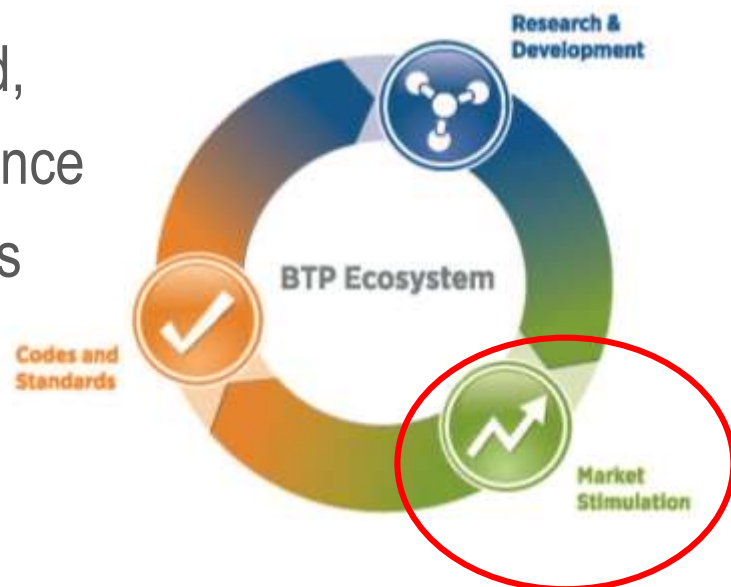 d,
nce
s
Research &
Development
BTP Ecosystem
Codes and
Standards
Market
Stimulation